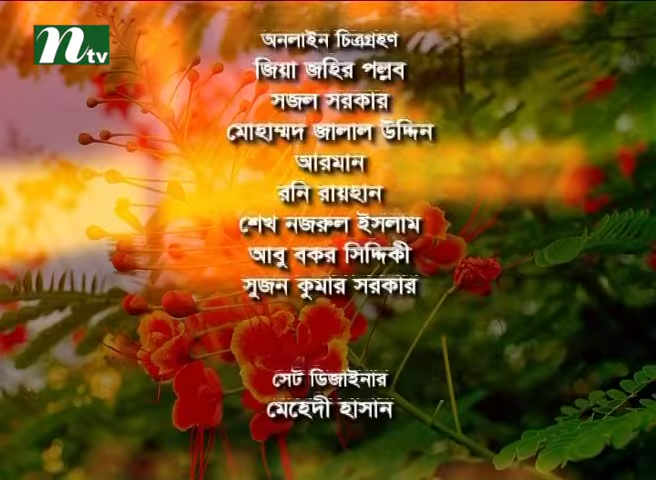 ntv
অনলাইন চিত্রগ্রহণ
জিয়া জহির পল্লব
সজল সরকার
মোহাম্মদ জালাল উদ্দিন
আরমান
রনি রায়হান
শেখ নজরুল ইসলাম
আবু বকর সিদ্দিকী
সুজন কুমার সরকার
সেট ডিজাইনার
মেহেদী হাসান